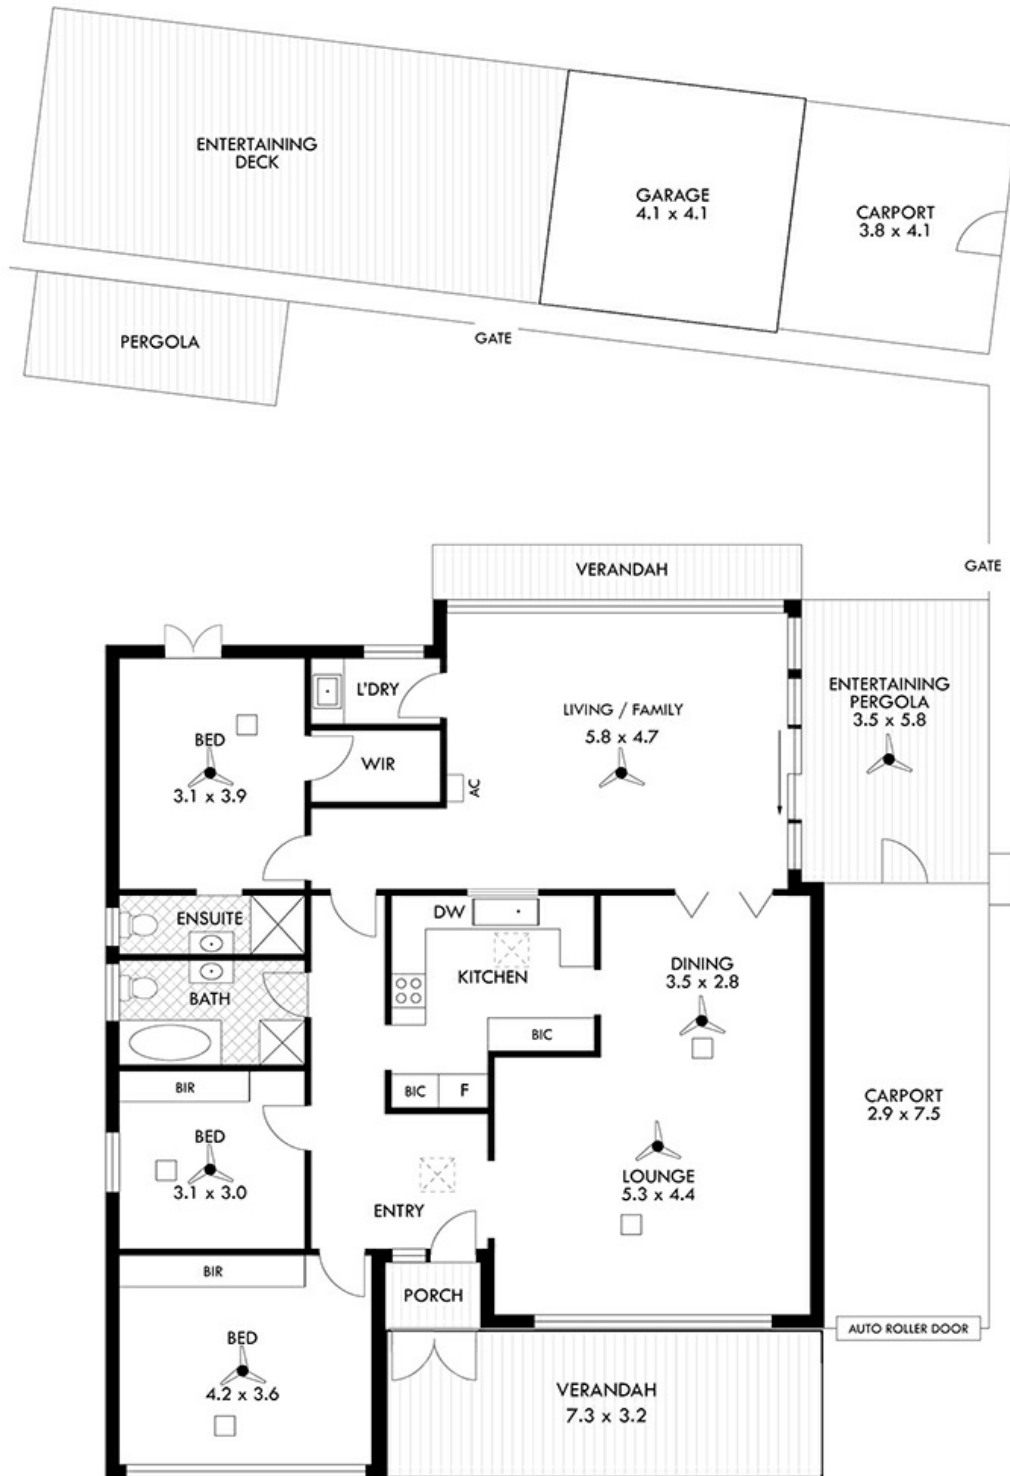 ENTERTAINING
DECK
GARAGE
4.1 x 4.1
CARPORT
3.8 x 4.1
PERGOLA
GATE
VERANDAH
GATE
L'DRY
LIVING / FAMILY
5.8 x 4.7
ENTERTAINING
PERGOLA
3.5 x 5.8
BED
3.1 x 3.9
WIR
AC
ENSUITE
DW
KITCHEN
DINING
3.5 x 2.8
BATH
BIC
BIR
BIC
F
CARPORT
2.9 x 7.5
BED
3.1 x 3.0
LOUNGE
5.3 x 4.4
ENTRY
BIR
PORCH
AUTO ROLLER DOOR
BED
4.2 x 3.6
VERANDAH
7.3 x 3.2